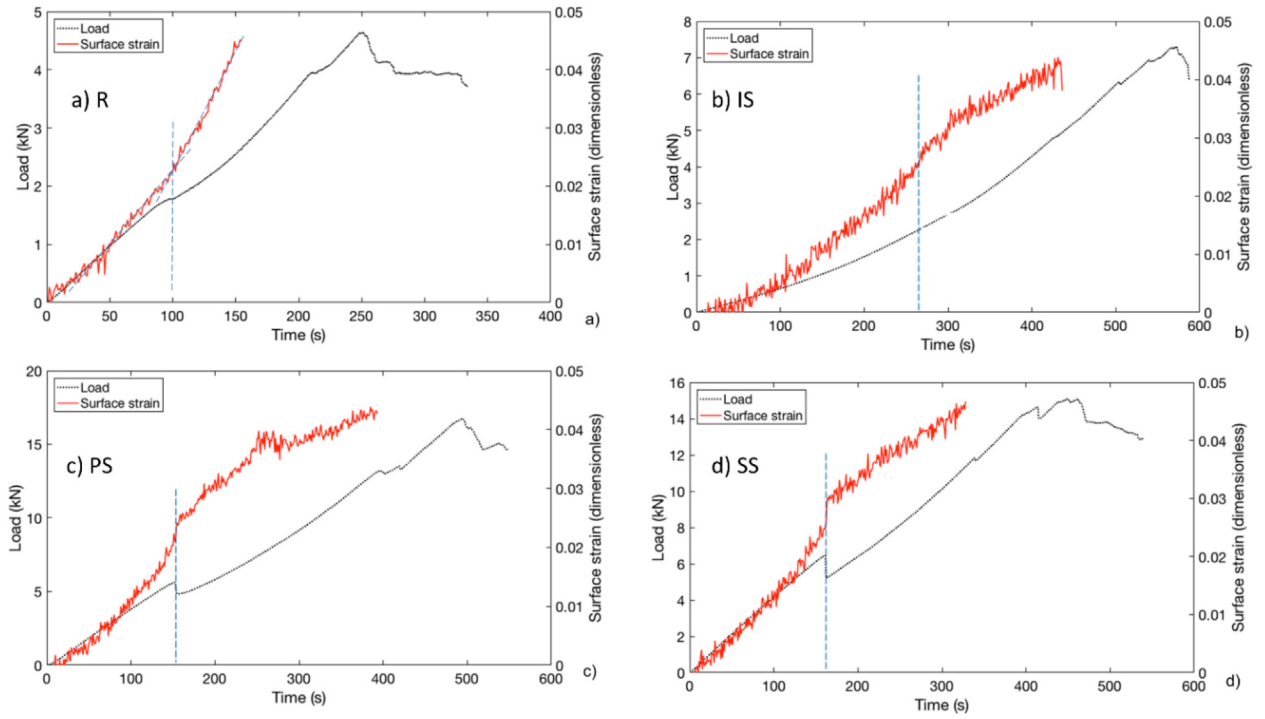 5
4
3
2
1
0
Load (kN)
Load
Surface strain
a) R
0.05
0.04
0.03
0.02
0.01
0
Surface strain (dimensionless)
0 50 100 150 200 250 300 350 400
Time (s)
a)
8
7
6
5
4
3
2
1
0
Load (kN)
Load
Surface strain
b) IS
0.05
0.04
0.03
0.02
0.01
0
Surface strain (dimensionless)
0 100 200 300 400 500 600
Time (s)
b)
20
15
10
5
0
Load (kN)
Load
Surface strain
c) PS
0.05
0.04
0.03
0.02
0.01
0
Surface strain (dimensionless)
0 100 200 300 400 500 600
Time (s)
c)
16
14
12
10
8
6
4
2
0
Load (kN)
Load
Surface strain
d) SS
0.05
0.04
0.03
0.02
0.01
0
Surface strain (dimensionless)
0 100 200 300 400 500 600
Time (s)
d)